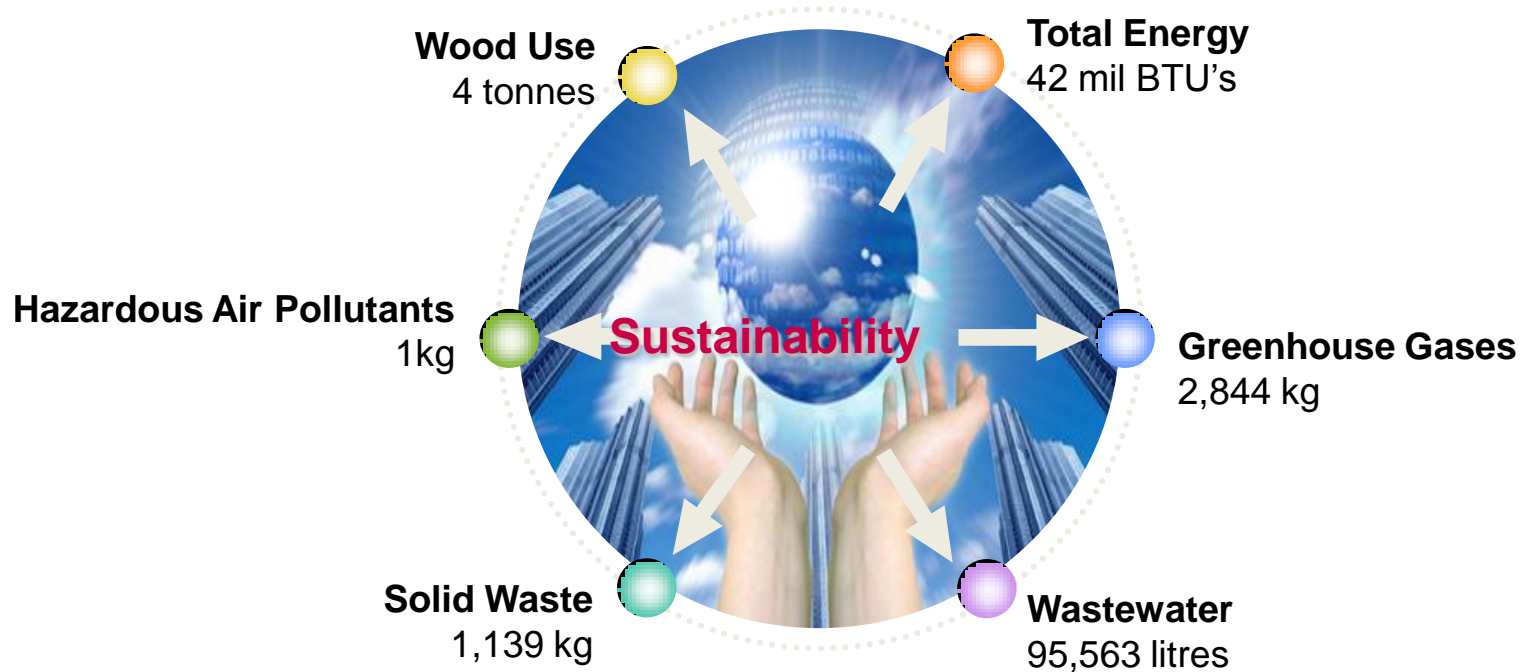 Wood Use
4 tonnes
Total Energy
42 mil BTU’s
Hazardous Air Pollutants
1kg
Sustainability
Greenhouse Gases
2,844 kg
Solid Waste
1,139 kg
Wastewater
95,563 litres